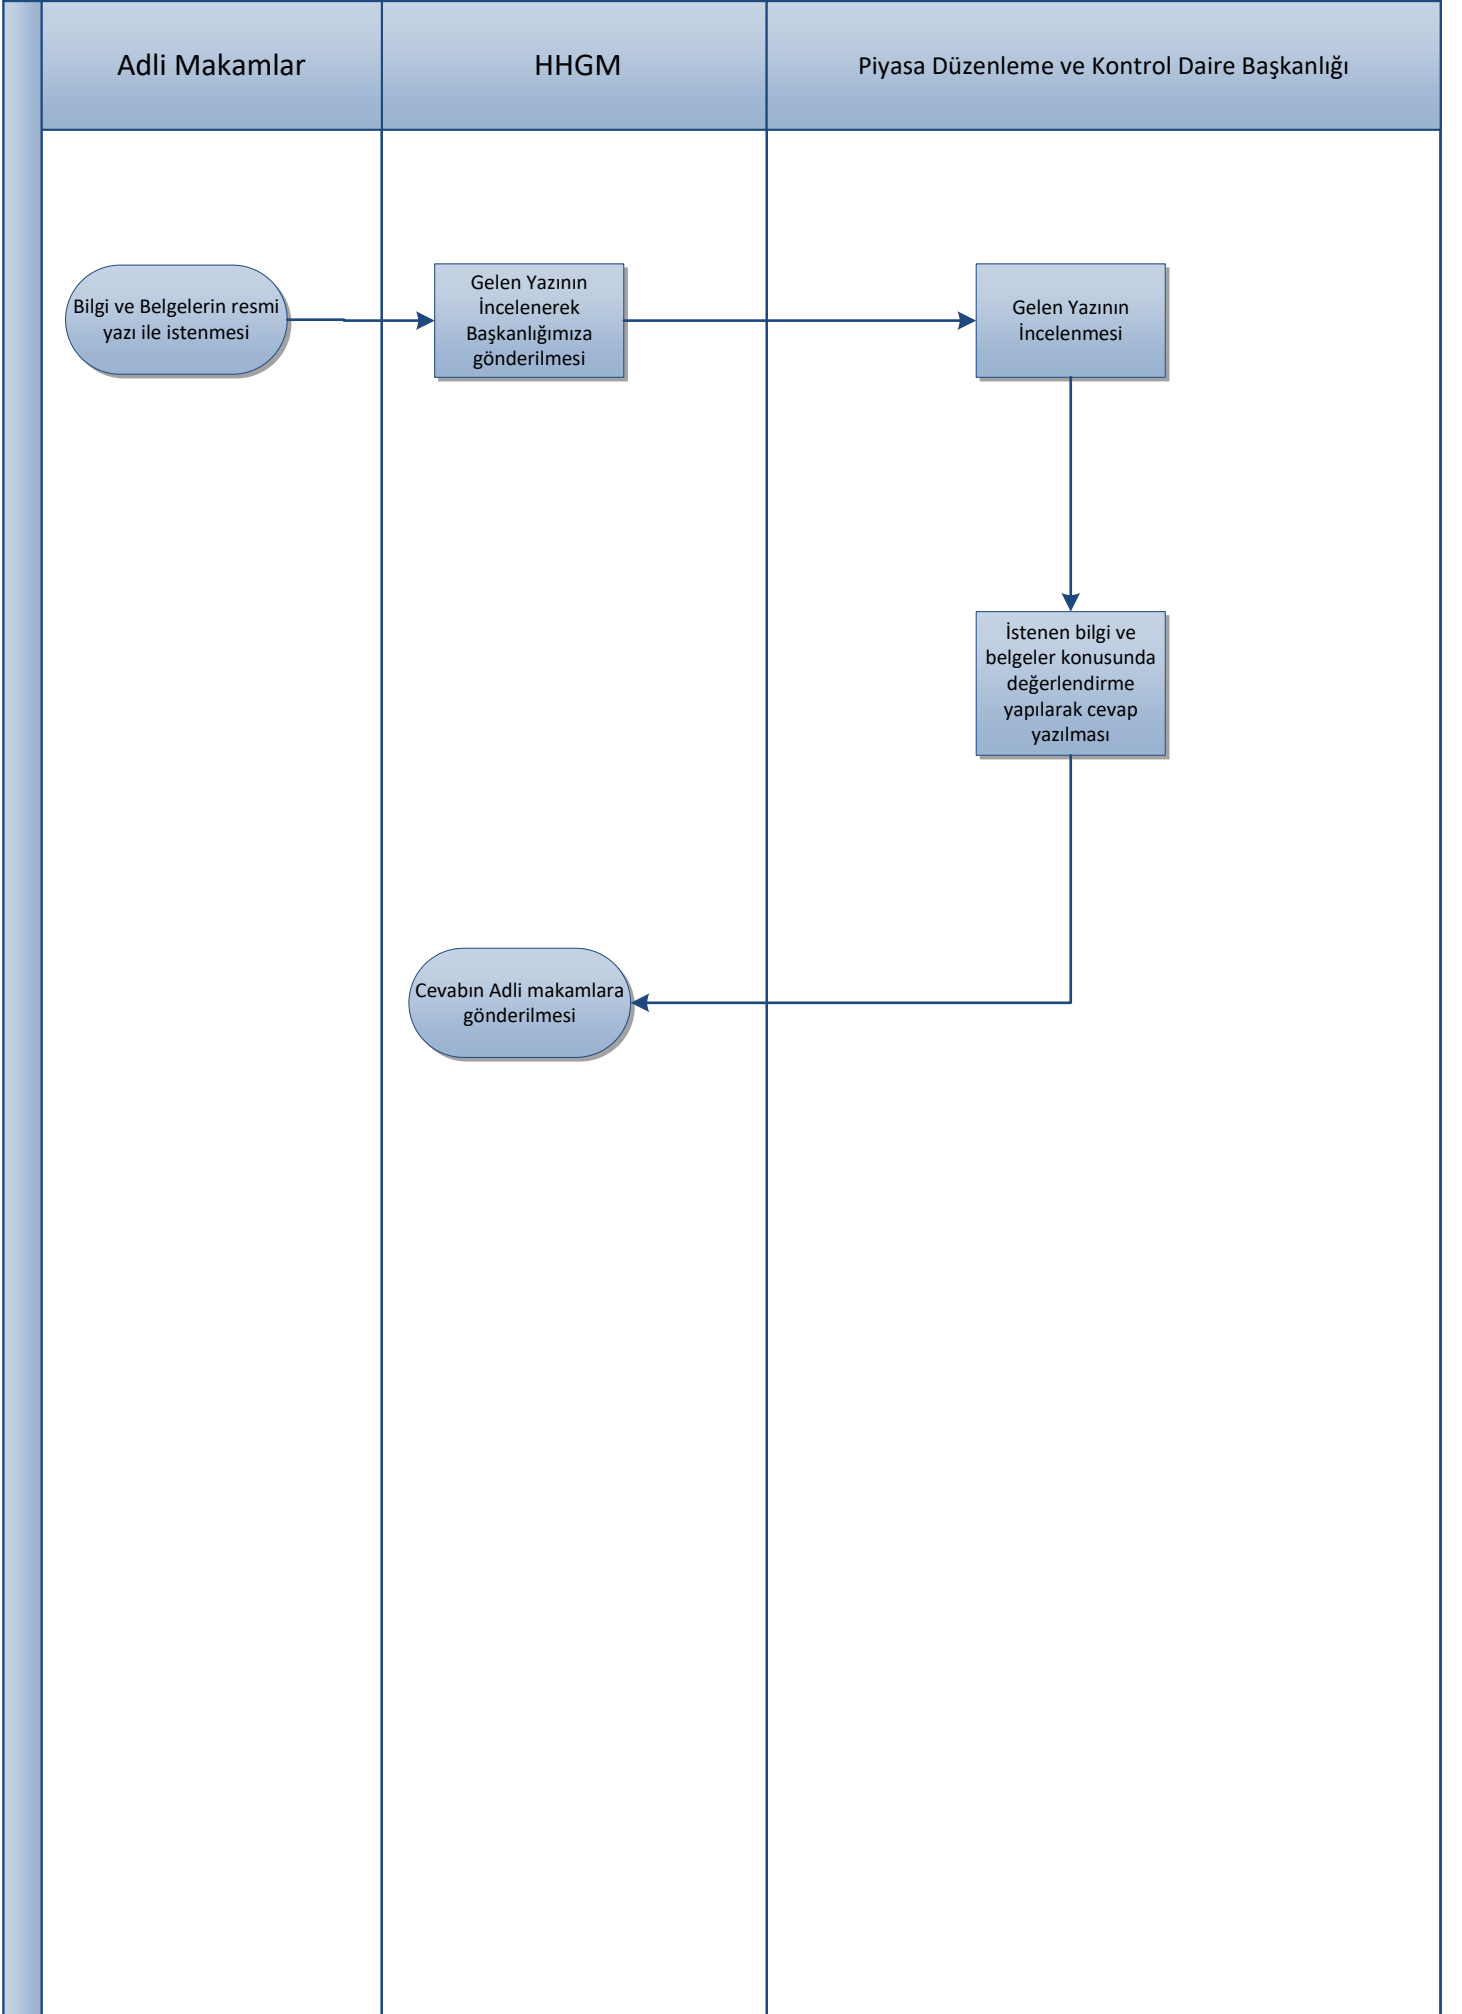 Adli Makamlar
HHGM
Piyasa Düzenleme ve Kontrol Daire Başkanlığı
Bilgi ve Belgelerin resmi
yazı ile istenmesi
Gelen Yazının
İncelenerek
Başkanlığımıza
gönderilmesi
Gelen Yazının
İncelenmesi
İstenen bilgi ve
belgeler konusunda
değerlendirme
yapılarak cevap
yazılması
Cevabın Adli makamlara
gönderilmesi